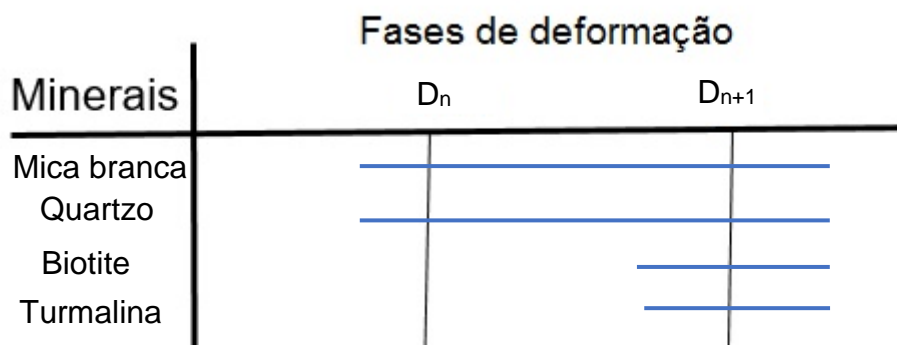 Fases de deformação
Minerais Dn Dn+1
Mica branca
Quartzo
Biotite
Turmalina